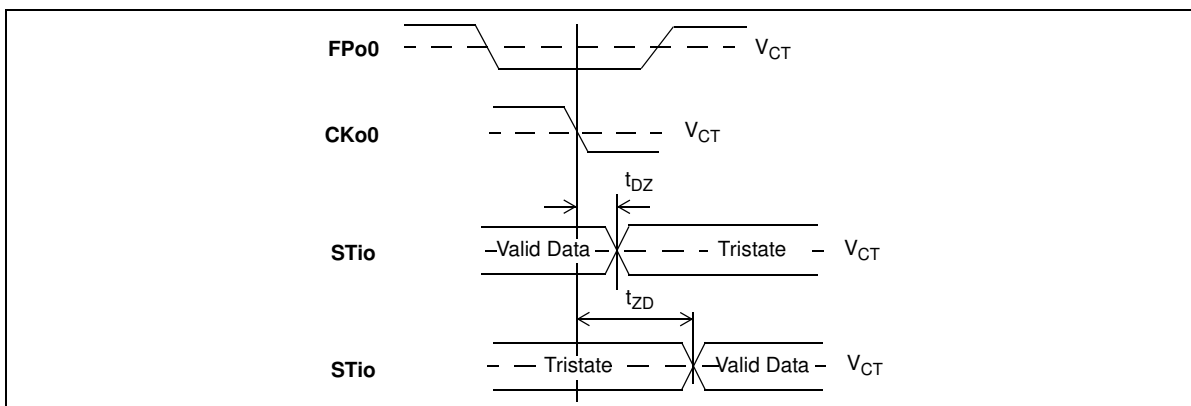 FPo0
V_CT
CKo0
V_CT
t_DZ
STio
Valid Data
Tristate
V_CT
t_ZD
STio
Tristate
Valid Data
V_CT